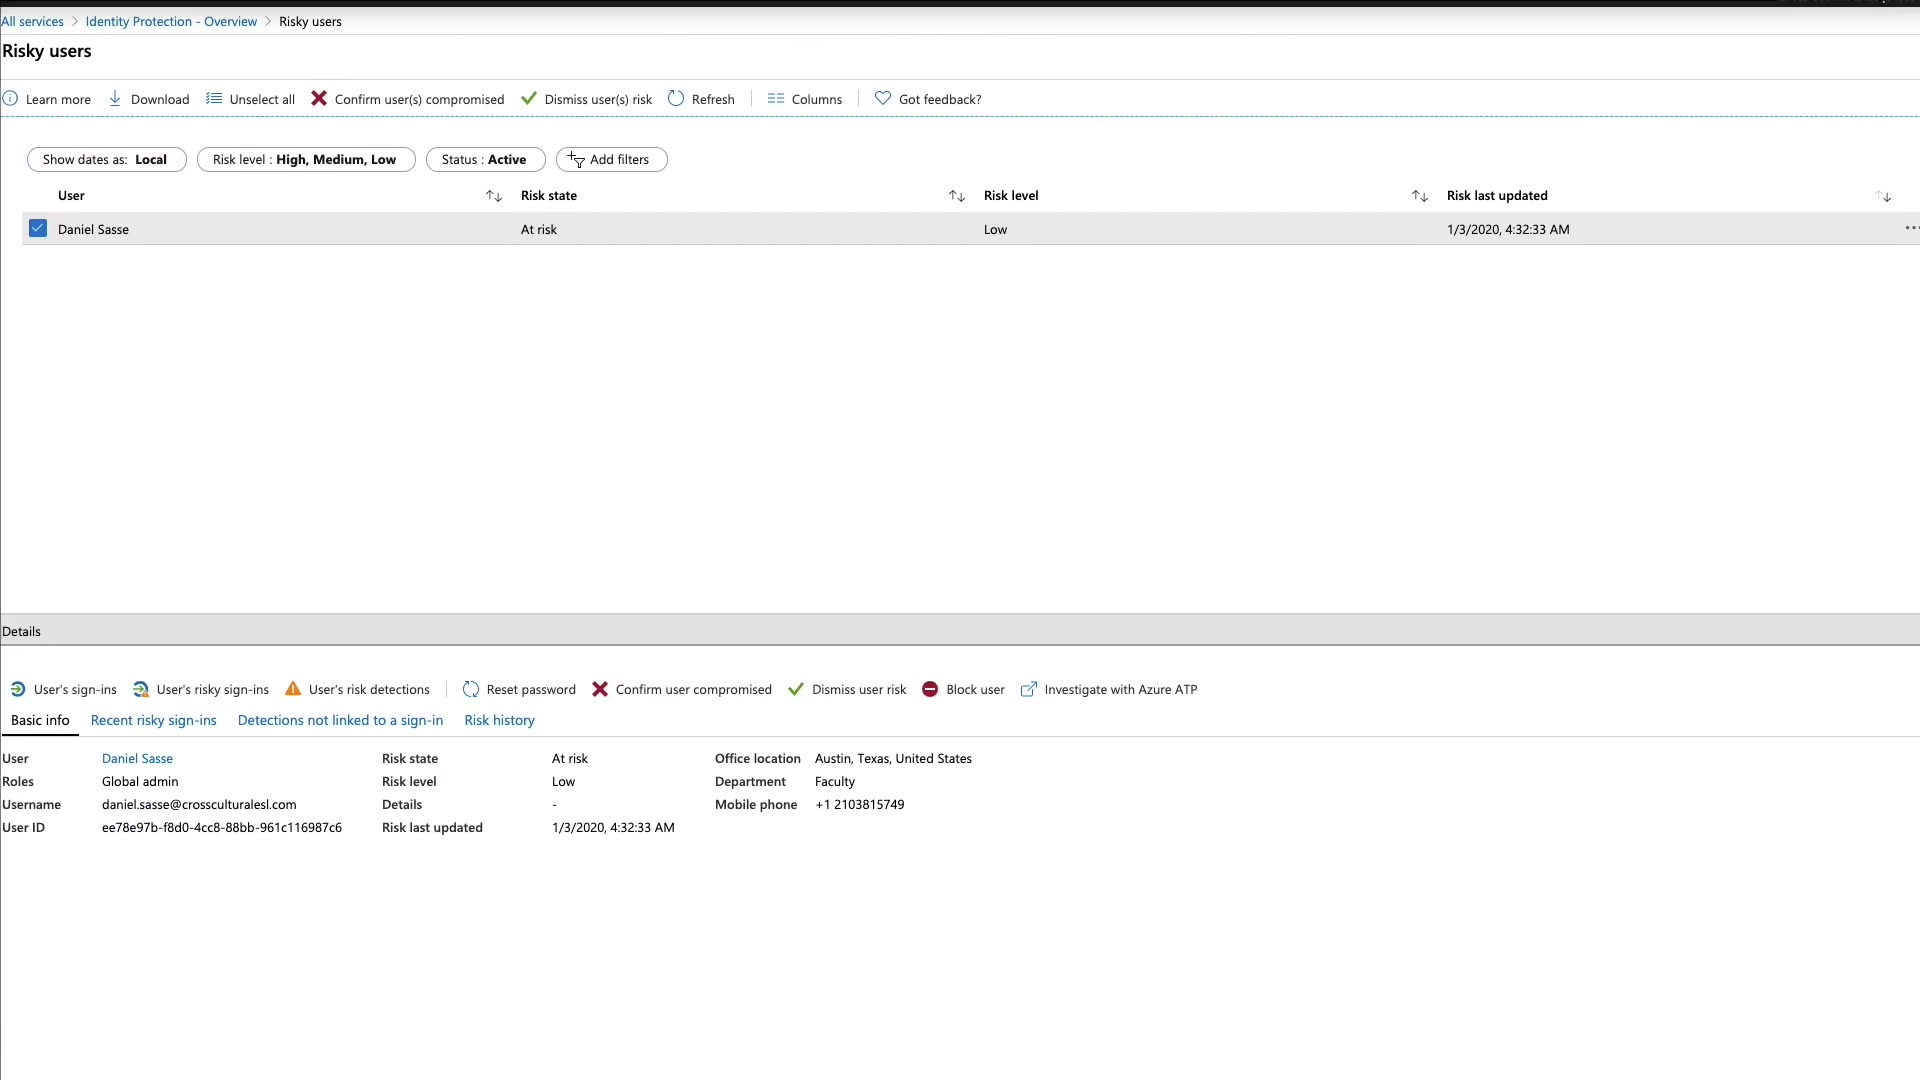 All services > Identity Protection - Overview > Risky users
Risky users
Learn more Download Unselect all Confirm user(s) compromised Dismiss user(s) risk Refresh Columns Got feedback?
Show dates as: Local Risk level : High, Medium, Low Status : Active Add filters
User Risk state Risk level Risk last updated
Daniel Sasse At risk Low 1/3/2020, 4:32:33 AM
Details
User's sign-ins User's risky sign-ins User's risk detections Reset password Confirm user compromised Dismiss user risk Block user Investigate with Azure ATP
Basic info Recent risky sign-ins Detections not linked to a sign-in Risk history
User Daniel Sasse Risk state At risk Office location Austin, Texas, United States
Roles Global admin Risk level Low Department Faculty
Username daniel.sasse@crossculturalesl.com Details - Mobile phone +1 2103815749
User ID ee78e97b-f8d0-4cc8-88bb-961c116987c6 Risk last updated 1/3/2020, 4:32:33 AM